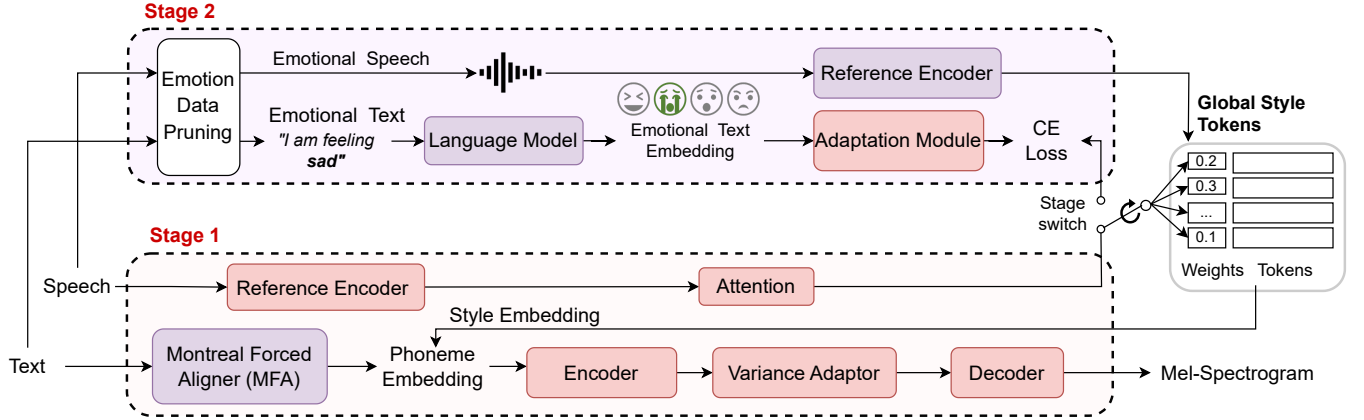 Stage 2
Emotion
Data
Pruning
Emotional Speech
Reference Encoder
Emotional Text
"I am feeling
sad"
Language Model
Emotional Text
Embedding
Adaptation Module
CE
Loss
Global Style
Tokens
0.2
0.3
...
0.1
Weights Tokens
Stage
switch
Stage 1
Speech
Reference Encoder
Attention
Style Embedding
Text
Montreal Forced
Aligner (MFA)
Phoneme
Embedding
Encoder
Variance Adaptor
Decoder
Mel-Spectrogram